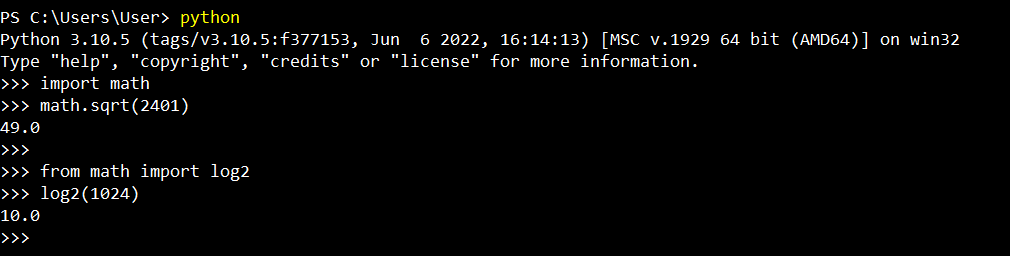 PS C:\Users\User> python
Python 3.10.5 (tags/v3.10.5:f377153, Jun  6 2022, 16:14:13) [MSC v.1929 64 bit (AMD64)] on win32
Type "help", "copyright", "credits" or "license" for more information.
>>> import math
>>> math.sqrt(2401)
49.0
>>>
>>> from math import log2
>>> log2(1024)
10.0
>>>